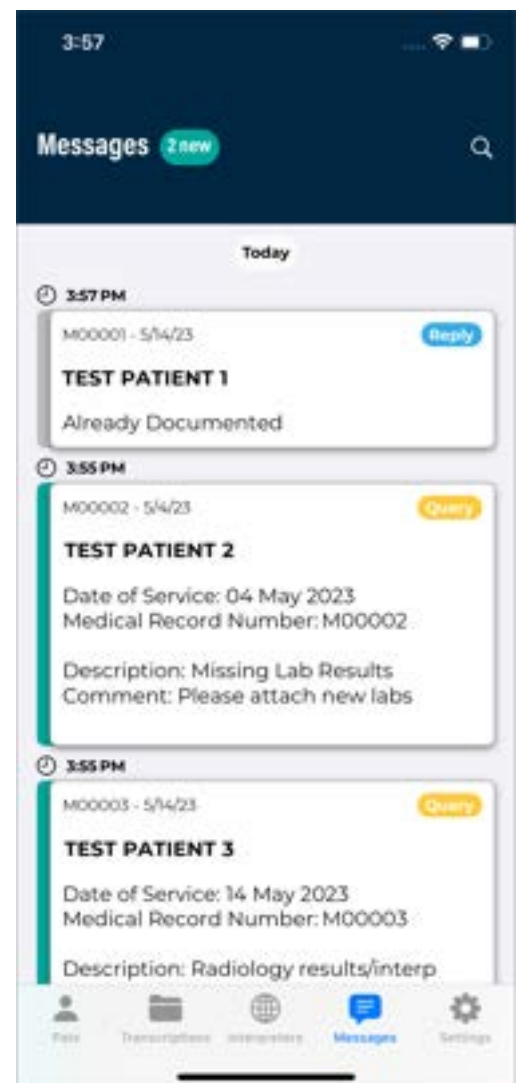 3:57
Messages 2 new
Today
3:57 PM
M00001 - 5/14/23 Reply
TEST PATIENT 1
Already Documented
3:55 PM
M00002 - 5/4/23 Query
TEST PATIENT 2
Date of Service: 04 May 2023
Medical Record Number: M00002
Description: Missing Lab Results
Comment: Please attach new labs
3:55 PM
M00003 - 5/14/23 Query
TEST PATIENT 3
Date of Service: 14 May 2023
Medical Record Number: M00003
Description: Radiology results/interp
Transcriptions Messages Settings